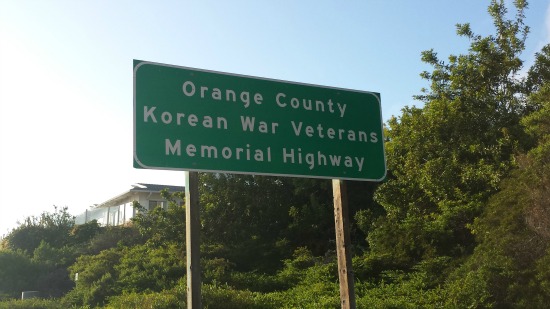 Orange County
Korean War Veterans
Memorial Highway